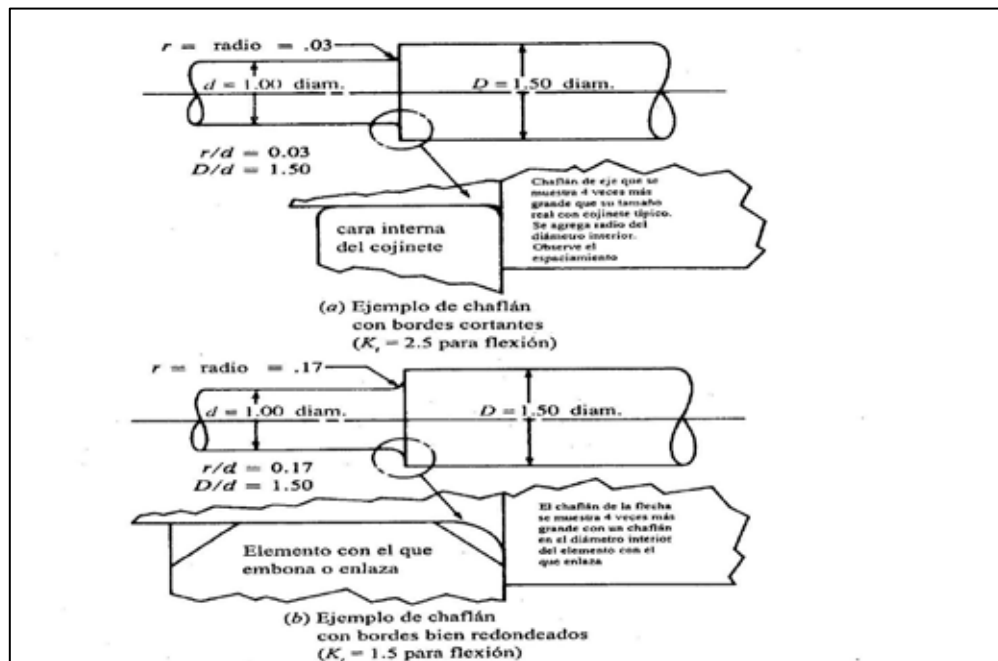 r = radio = .03
d = 1.00 diam.
D = 1.50 diam.
r/d = 0.03
D/d = 1.50
Chaflán de eje que se
muestra 4 veces más
grande que su tamaño
real con cojinete típico.
Se agrega radio del
diámetro interior.
Observe el
espaciamiento
cara interna
del cojinete
(a) Ejemplo de chaflán
con bordes cortantes
(Kt = 2.5 para flexión)
r = radio = .17
d = 1.00 diam.
D = 1.50 diam.
r/d = 0.17
D/d = 1.50
El chaflán de la flecha
se muestra 4 veces más
grande con un chaflán
en el diámetro interior
del elemento con el
que enlaza
Elemento con el que
embona o enlaza
(b) Ejemplo de chaflán
con bordes bien redondeados
(Kt = 1.5 para flexión)